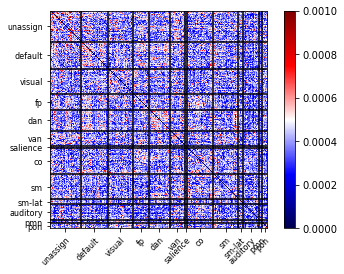 unassign
default
visual
fp
dan
van
salience
co
sm
sm-lat
auditory
pon
unassign
default
visual
fp
dan
van
salience
co
sm
sm-lat
auditory
0.0010
0.0008
0.0006
0.0004
0.0002
0.0000